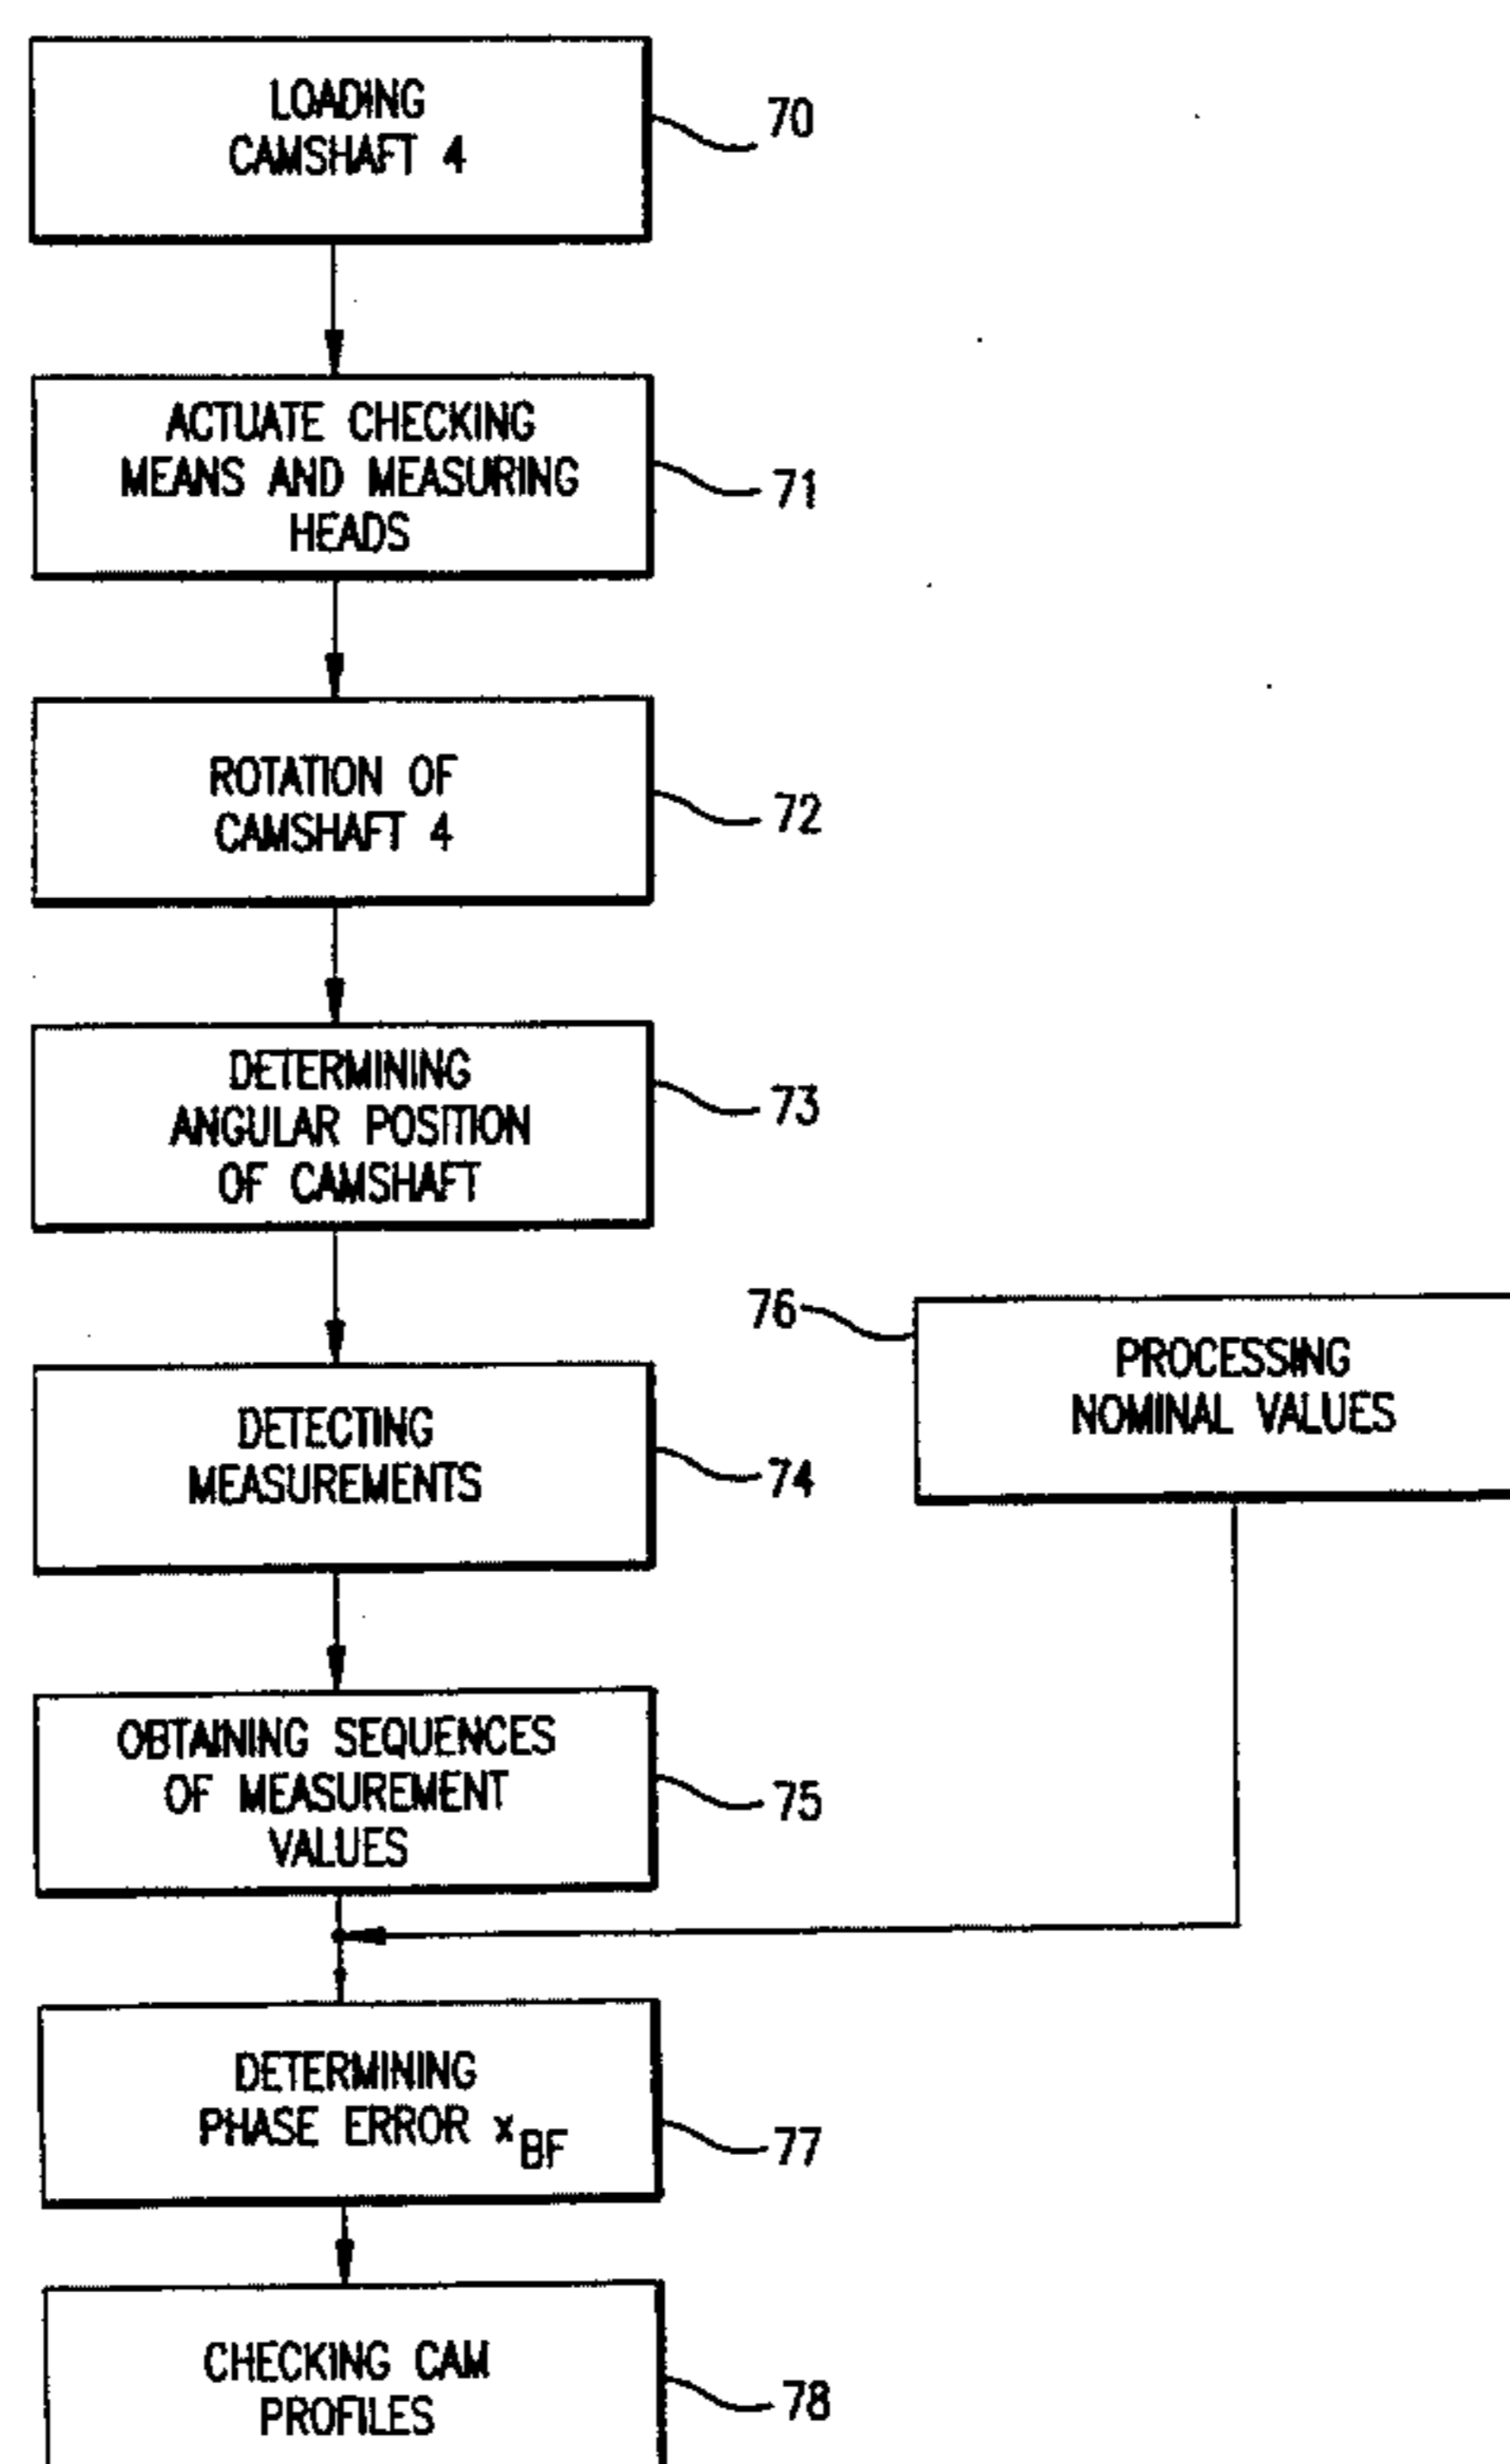 LOADING
CAMSHAFT 4
70
ACTUATE CHECKING
MEANS AND MEASURING
HEADS
71
ROTATION OF
CAMSHAFT 4
72
DETERMINING
ANGULAR POSITION
OF CAMSHAFT
73
DETECTING
MEASUREMENTS
74
76
PROCESSING
NOMINAL VALUES
OBTAINING SEQUENCES
OF MEASUREMENT
VALUES
75
DETERMINING
PHASE ERROR x BF
77
CHECKING CAM
PROFILES
78